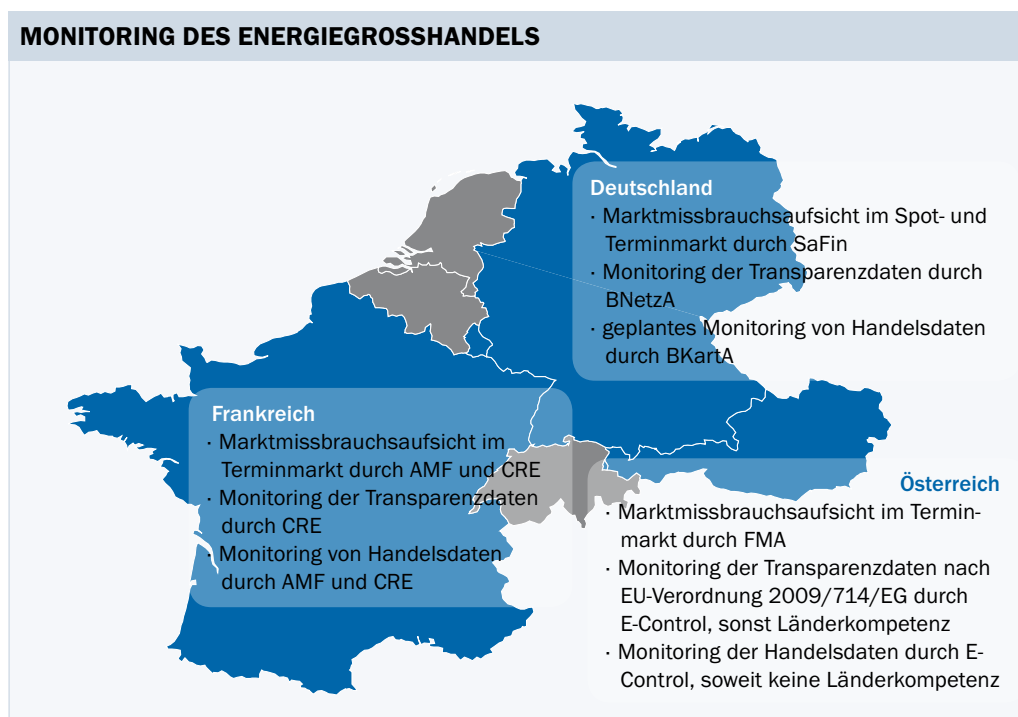 MONITORING DES ENERGIEGROSSHANDELS
Deutschland
· Marktmissbrauchsaufsicht im Spot- und
Terminmarkt durch SaFin
· Monitoring der Transparenzdaten durch
BNetzA
· geplantes Monitoring von Handelsdaten
durch BKartA
Frankreich
· Marktmissbrauchsaufsicht im
Terminmarkt durch AMF und CRE
· Monitoring der Transparenzdaten
durch CRE
· Monitoring von Handelsdaten
durch AMF und CRE
Österreich
· Marktmissbrauchsaufsicht im Termin-
markt durch FMA
· Monitoring der Transparenzdaten nach
EU-Verordnung 2009/714/EG durch
E-Control, sonst Länderkompetenz
· Monitoring der Handelsdaten durch E-
Control, soweit keine Länderkompetenz